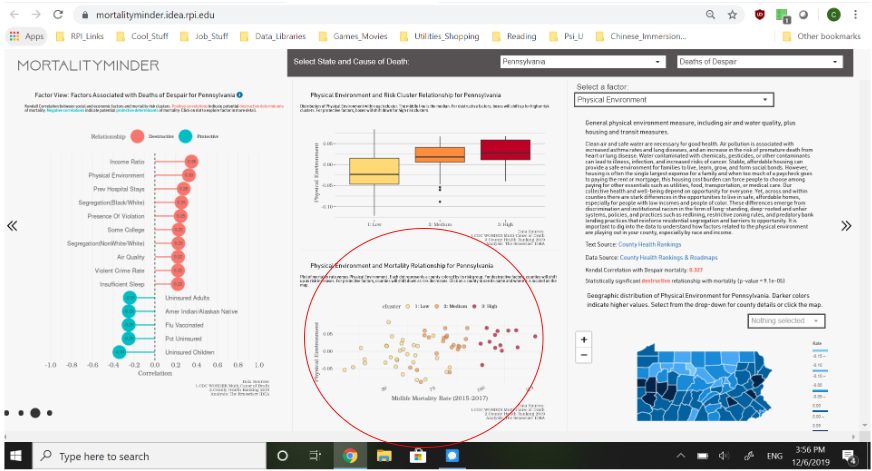 mortalityminder.idea.rpi.edu
Apps RPI_Links Cool_Stuff Job_Stuff Data_Libraries Games_Movies Utilities_Shopping Reading Psi_U Chinese_Immersion... Other bookmarks
MORTALITYMINDER
Select State and Cause of Death: Pennsylvania Deaths of Despair
Factor View: Factors Associated with Deaths of Despair for Pennsylvania
Relationship Destructive Protective
Income Ratio
Physical Environment
Prev Hospital Stays
Segregation(Black/White)
Presence Of Violation
Some College
Segregation(NonWhite/White)
Air Quality
Violent Crime Rate
Insufficient Sleep
Uninsured Adults
Amer Indian/Alaskan Native
Flu Vaccinated
Pct Uninsured
Uninsured Children
-1.0 -0.8 -0.6 -0.4 -0.2 0.0 0.2 0.4 0.6 0.8 1.0
Correlation
Physical Environment and Risk Cluster Relationship for Pennsylvania
Physical Environment
1: Low 2: Medium 3: High
Physical Environment and Mortality Relationship for Pennsylvania
cluster 1: Low 2: Medium 3: High
Physical Environment
Midlife Mortality Rate (2015-2017)
Select a factor:
Physical Environment
General physical environment measure, including air and water quality, plus
housing and transit measures.
Clean air and safe water are necessary for good health. Air pollution is associated with
increased asthma rates and lung diseases, and an increase in the risk of premature death from
heart or lung disease. Water contaminated with chemicals, pesticides, or other contaminants
can lead to illness, infection, and increased risks of cancer. Stable, affordable housing can
provide a safe environment for families to live, learn, grow, and form social bonds. However,
housing is often the single largest expense for a family and when too much of a paycheck goes
to paying the rent or mortgage, this housing cost burden can force people to choose among
paying for other essentials such as utilities, food, transportation, or medical care. Our
collective health and well-being depend on opportunity for everyone. Yet, across and within
counties there are stark differences in the opportunities to live in safe, affordable homes,
especially for people with low incomes and people of color. These differences emerge from
discrimination and institutional racism in the form of long-standing, deep-rooted and unfair
systems, policies, and practices such as redlining, restrictive zoning rules, and predatory bank
lending practices that reinforce residential segregation and barriers to opportunity. It is
important to dig into the data to understand how factors related to the physical environment
are playing out in your county, especially by race and income.
Text Source: County Health Rankings
Data Source: County Health Rankings & Roadmaps
Kendal Correlation with Despair mortality: 0.327
Statistically significant destructive relationship with mortality (p-value = 9.1e-05)
Geographic distribution of Physical Environment for Pennsylvania. Darker colors
indicate higher values. Select from the drop-down for county details or click the map.
Nothing selected
+
−
Rate
Type here to search
ENG
3:56 PM
12/6/2019